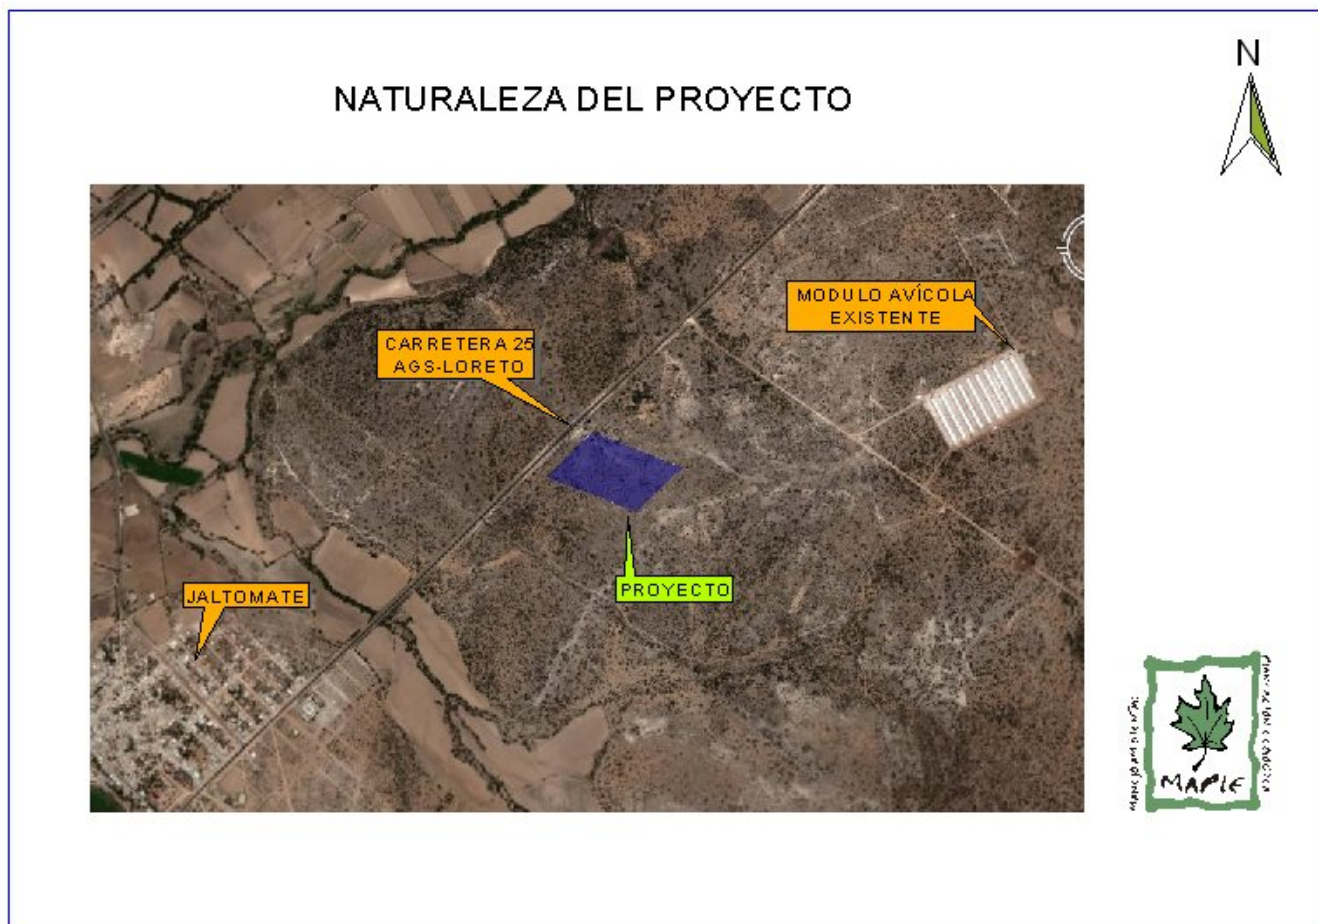 N
NATURALEZA DEL PROYECTO
MODULO AVÍCOLA
EXISTENTE
CARRETERA 25
AGS-LORETO
PROYECTO
JALTOMATE
MAPLE